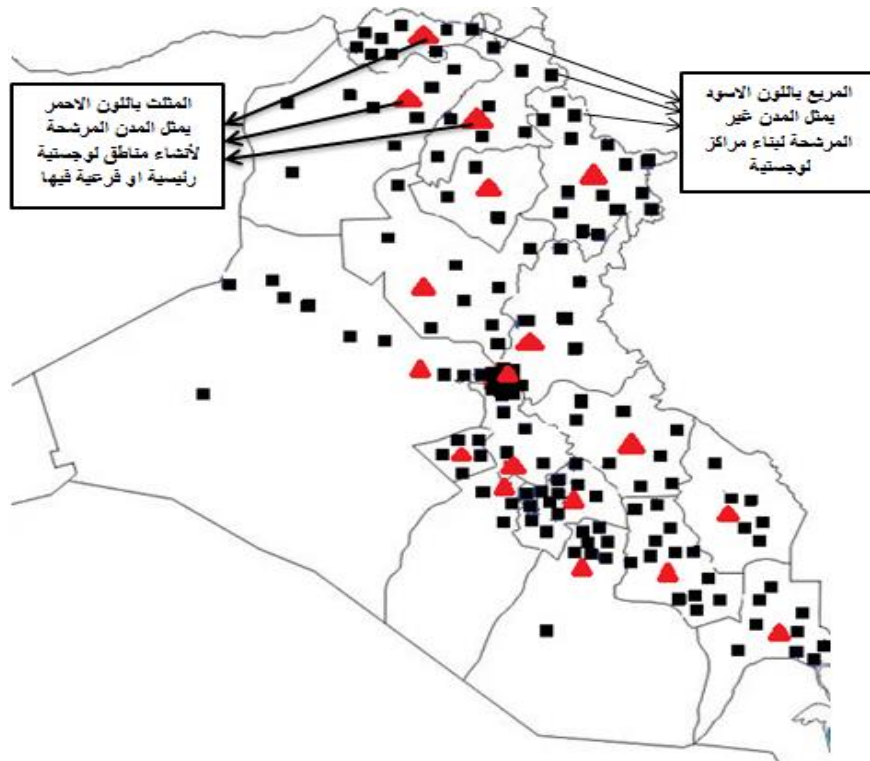 المربع باللون الاسود
يمثل المدن غير
المرشحة لبناء مراكز
لوجستية
المثلث باللون الاحمر
يمثل المدن المرشحة
لأنشاء مناطق لوجستية
رئيسية او فرعية فيها